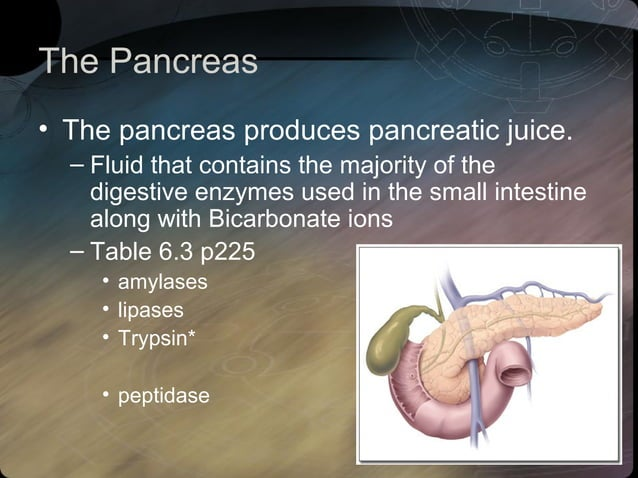 The Pancreas
• The pancreas produces pancreatic juice.
– Fluid that contains the majority of the
digestive enzymes used in the small intestine
along with Bicarbonate ions
– Table 6.3 p225
• amylases
• lipases
• Trypsin*
• peptidase